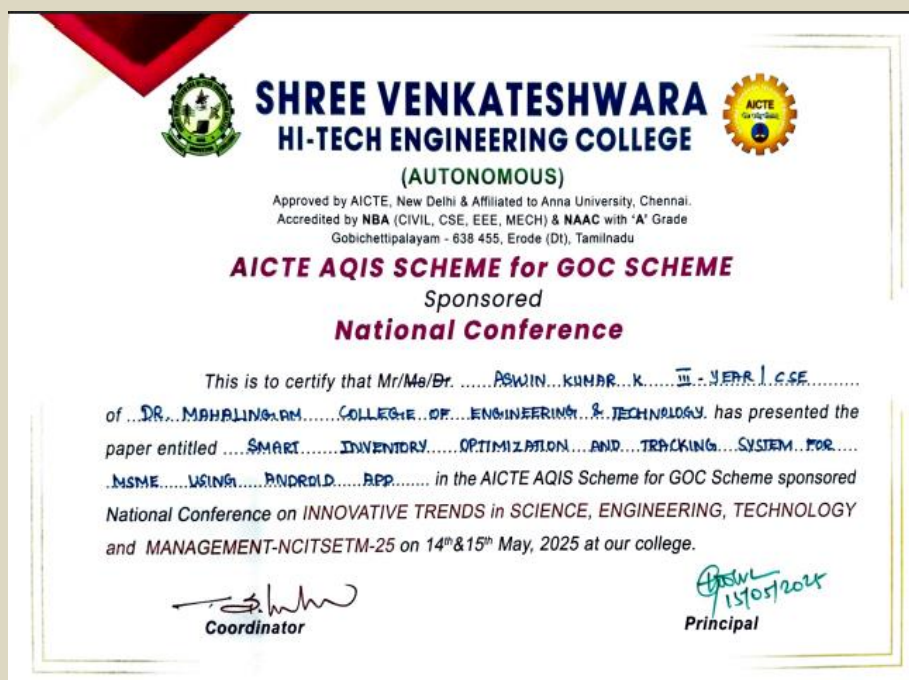 SHREE VENKATESHWARA
HI-TECH ENGINEERING COLLEGE
AICTE
(AUTONOMOUS)
Approved by AICTE, New Delhi & Affiliated to Anna University, Chennai.
Accredited by NBA (CIVIL, CSE, EEE, MECH) & NAAC with 'A' Grade
Gobichettipalayam - 638 455, Erode (Dt), Tamilnadu
AICTE AQIS SCHEME for GOC SCHEME
Sponsored
National Conference
This is to certify that Mr/Ms/Dr. ASWIN KUMAR K III - YEAR / CSE
of DR. MAHALINGAM COLLEGE OF ENGINEERING & TECHNOLOGY. has presented the
paper entitled SMART INVENTORY OPTIMIZATION AND TRACKING SYSTEM FOR
MSME USING ANDROID APP in the AICTE AQIS Scheme for GOC Scheme sponsored
National Conference on INNOVATIVE TRENDS in SCIENCE, ENGINEERING, TECHNOLOGY
and MANAGEMENT-NCITSETM-25 on 14th&15th May, 2025 at our college.
15/05/2025
Coordinator
Principal